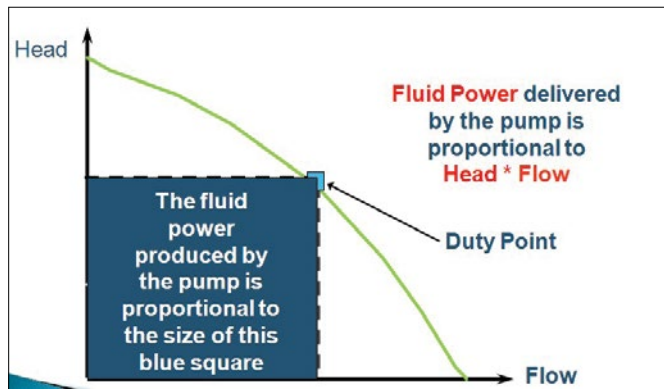 Head
Fluid Power delivered
by the pump is
proportional to
Head * Flow
Duty Point
The fluid
power
produced by
the pump is
proportional to
the size of this
blue square
Flow